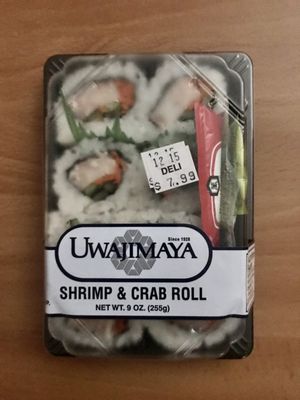 12 15
DELI
$ 7.99
Since 1928
UWAJIMAYA
SHRIMP & CRAB ROLL
NET WT. 9 OZ. (255g)